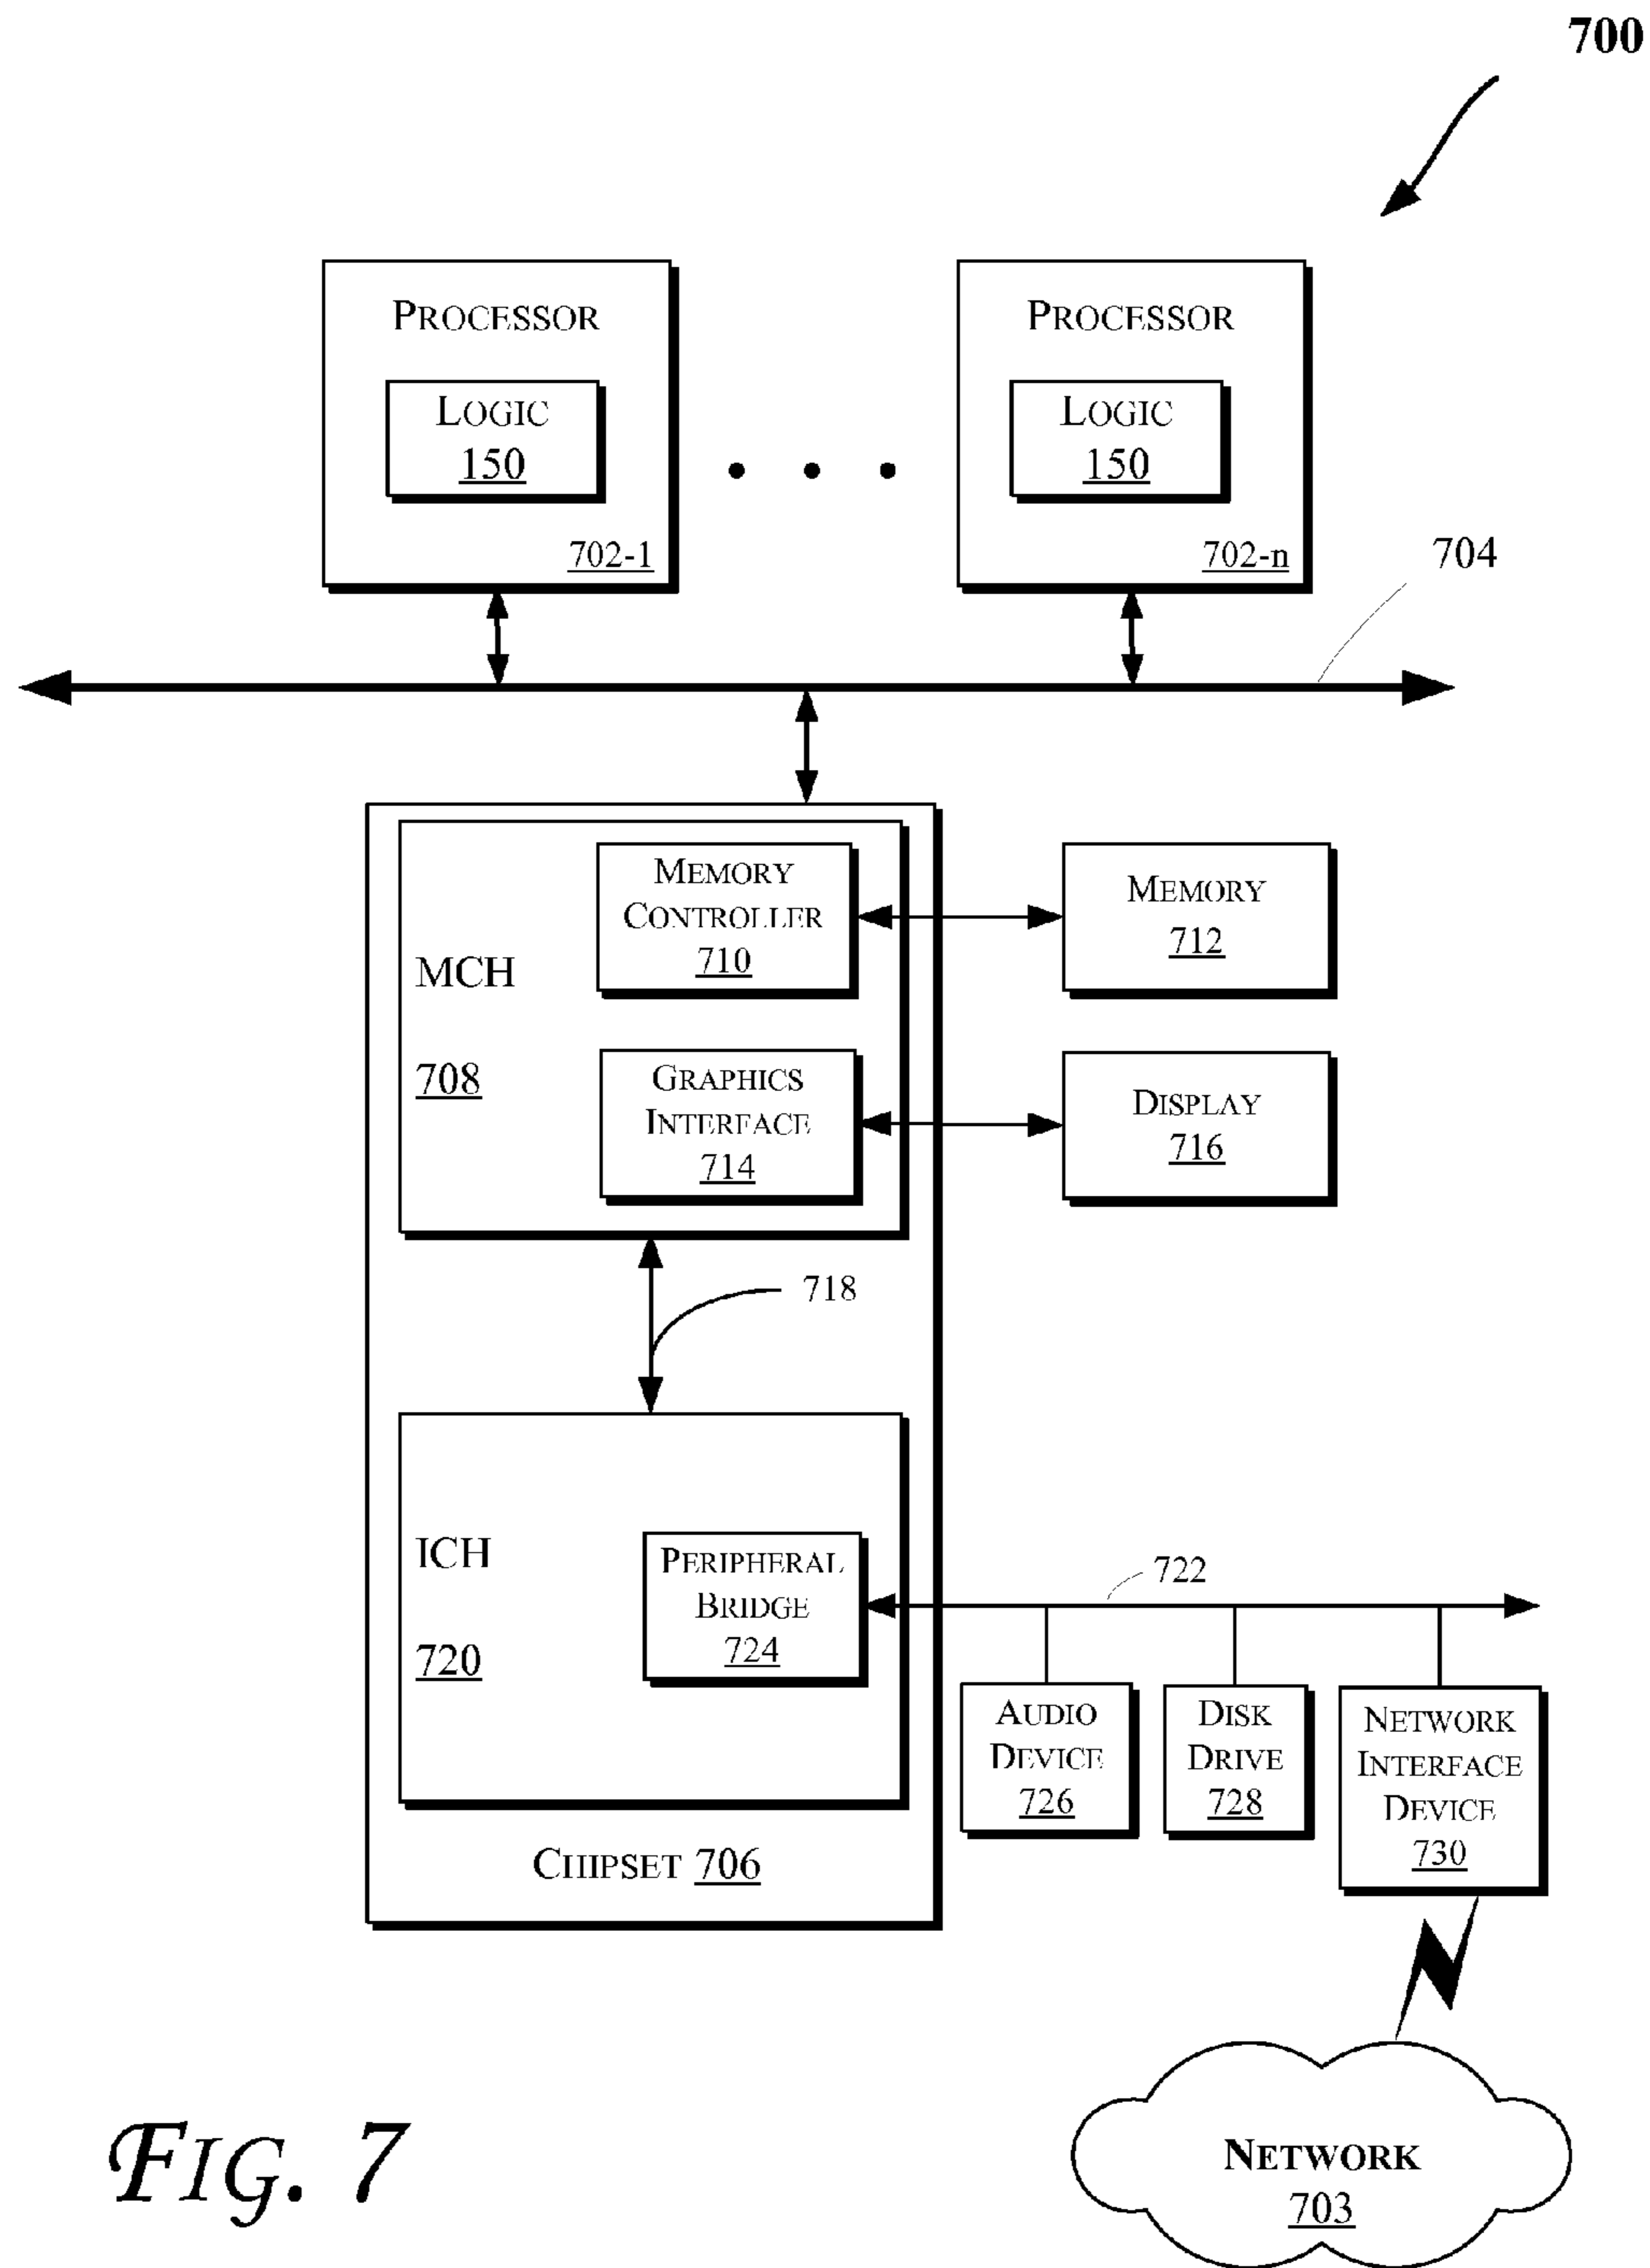 700
PROCESSOR
LOGIC
150
702-1
PROCESSOR
LOGIC
150
702-n
704
MCH
708
MEMORY
CONTROLLER
710
MEMORY
712
GRAPHICS
INTERFACE
714
DISPLAY
716
718
ICH
720
PERIPHERAL
BRIDGE
724
722
AUDIO
DEVICE
726
DISK
DRIVE
728
NETWORK
INTERFACE
DEVICE
730
CHIPSET 706
NETWORK
703
FIG. 7